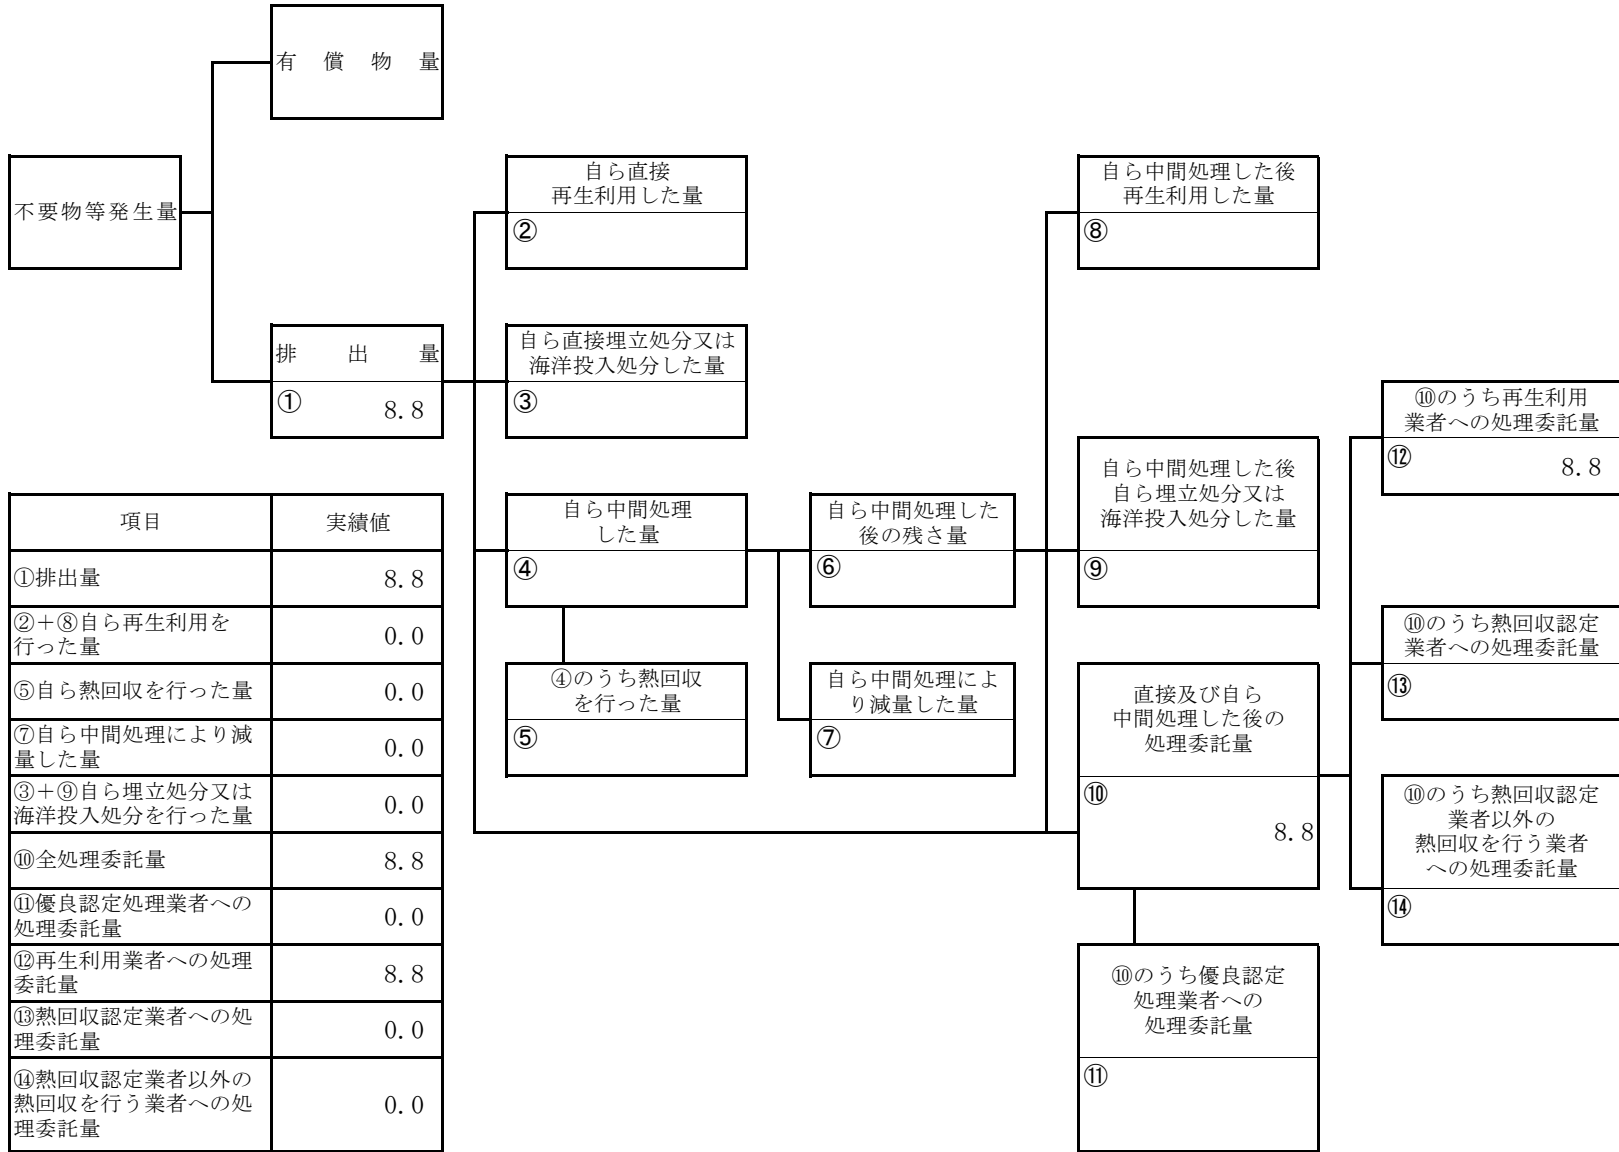 有償物量
不要物等発生量
排出量
① 8.8
自ら直接
再生利用した量
②
自ら直接埋立処分又は
海洋投入処分した量
③
自ら中間処理
した量
④
④のうち熱回収
を行った量
⑤
自ら中間処理した
後の残さ量
⑥
自ら中間処理によ
り減量した量
⑦
自ら中間処理した後
再生利用した量
⑧
自ら中間処理した後
自ら埋立処分又は
海洋投入処分した量
⑨
直接及び自ら
中間処理した後の
処理委託量
⑩
8.8
⑩のうち優良認定
処理業者への
処理委託量
⑪
⑩のうち再生利用
業者への処理委託量
⑫ 8.8
⑩のうち熱回収認定
業者への処理委託量
⑬
⑩のうち熱回収認定
業者以外の
熱回収を行う業者
への処理委託量
⑭
項目 実績値
①排出量 8.8
②+⑧自ら再生利用を
行った量 0.0
⑤自ら熱回収を行った量 0.0
⑦自ら中間処理により減
量した量 0.0
③+⑨自ら埋立処分又は
海洋投入処分を行った量 0.0
⑩全処理委託量 8.8
⑪優良認定処理業者への
処理委託量 0.0
⑫再生利用業者への処理
委託量 8.8
⑬熱回収認定業者への処
理委託量 0.0
⑭熱回収認定業者以外の
熱回収を行う業者への処
理委託量 0.0